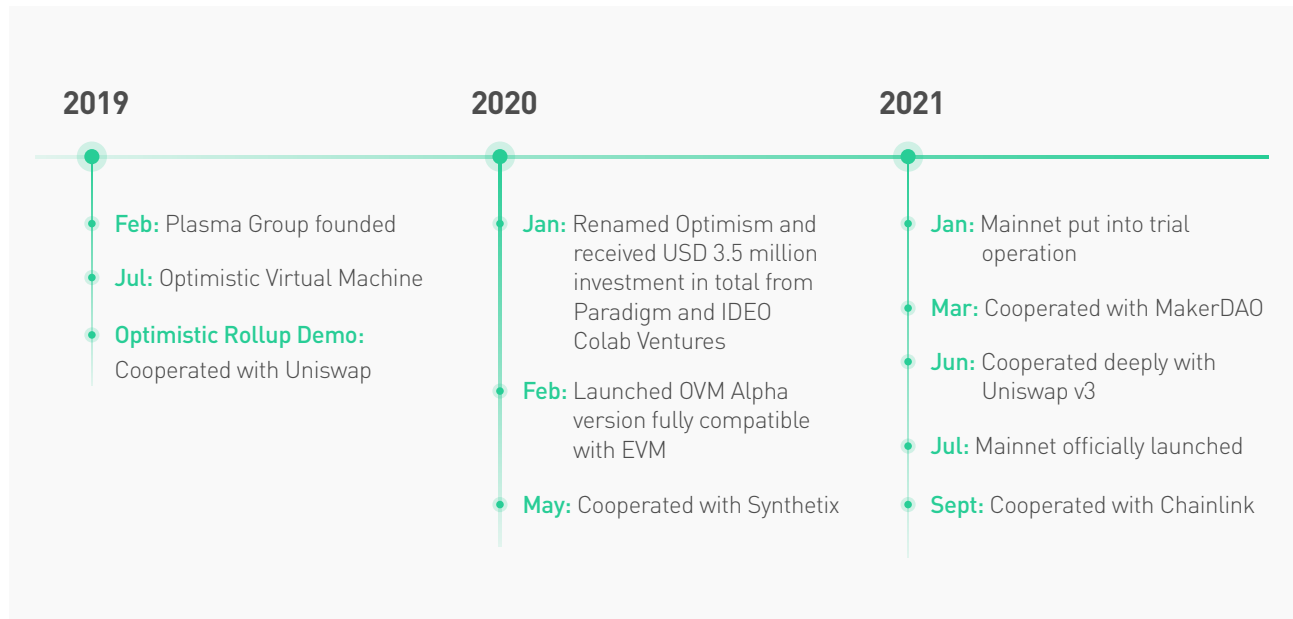 2019
Feb: Plasma Group founded
Jul: Optimistic Virtual Machine
Optimistic Rollup Demo:
Cooperated with Uniswap
2020
Jan: Renamed Optimism and
received USD 3.5 million
investment in total from
Paradigm and IDEO
Colab Ventures
Feb: Launched OVM Alpha
version fully compatible
with EVM
May: Cooperated with Synthetix
2021
Jan: Mainnet put into trial
operation
Mar: Cooperated with MakerDAO
Jun: Cooperated deeply with
Uniswap v3
Jul: Mainnet officially launched
Sept: Cooperated with Chainlink